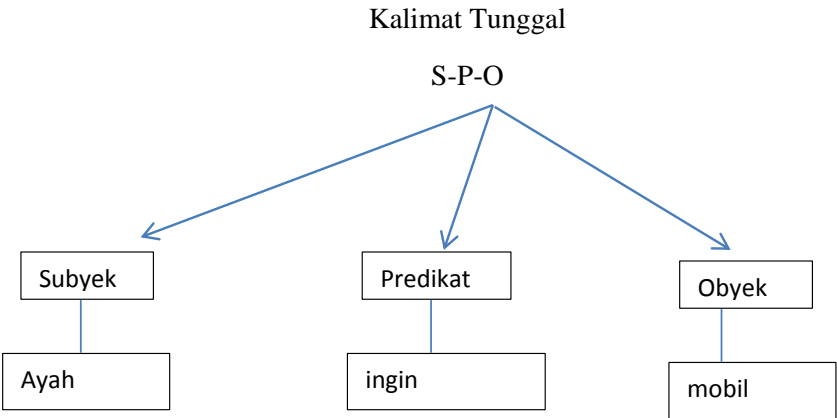 Kalimat Tunggal
S-P-O
Subyek
Predikat
Obyek
Ayah
ingin
mobil